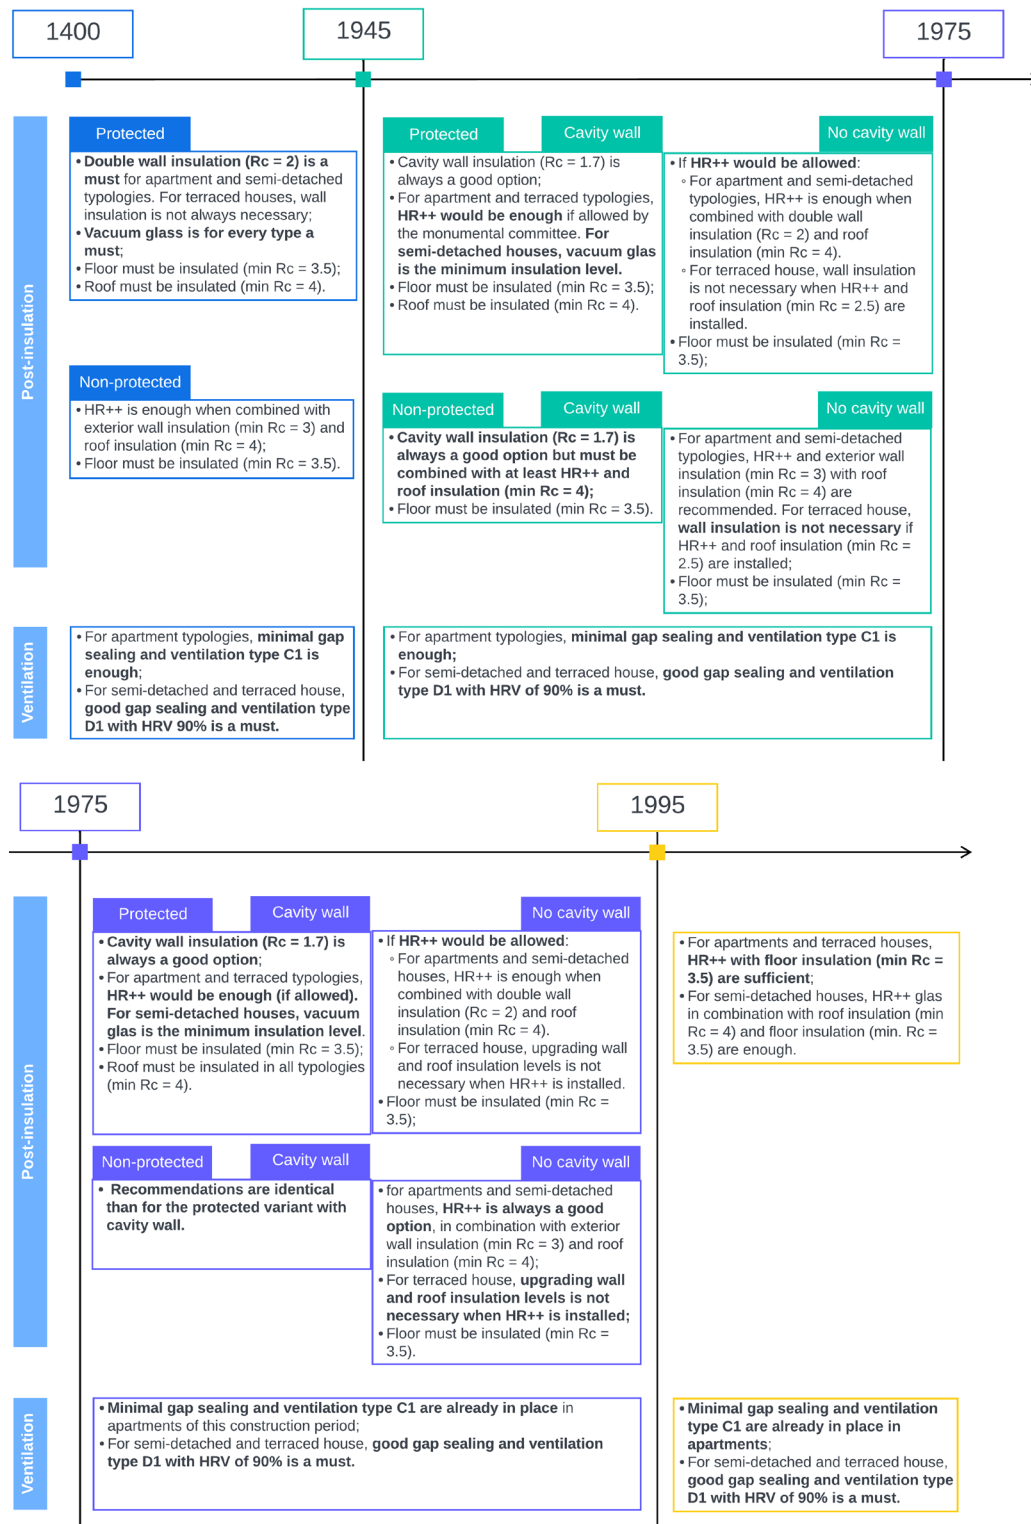 1400
1945
1975
Post-insulation
Protected
• Double wall insulation (Rc = 2) is a
must for apartment and semi-detached
typologies. For terraced houses, wall
insulation is not always necessary;
• Vacuum glass is for every type a
must;
• Floor must be insulated (min Rc = 3.5);
• Roof must be insulated (min Rc = 4).
Non-protected
• HR++ is enough when combined with
exterior wall insulation (min Rc = 3) and
roof insulation (min Rc = 4);
• Floor must be insulated (min Rc = 3.5).
Protected
Cavity wall
• Cavity wall insulation (Rc = 1.7) is
always a good option;
• For apartment and terraced typologies,
HR++ would be enough if allowed by
the monumental committee. For
semi-detached houses, vacuum glas
is the minimum insulation level.
• Floor must be insulated (min Rc = 3.5);
• Roof must be insulated (min Rc = 4).
No cavity wall
• If HR++ would be allowed:
◦ For apartment and semi-detached
typologies, HR++ is enough when
combined with double wall
insulation (Rc = 2) and roof
insulation (min Rc = 4).
◦ For terraced house, wall insulation
is not necessary when HR++ and
roof insulation (min Rc = 2.5) are
installed.
• Floor must be insulated (min Rc =
3.5);
Non-protected
Cavity wall
• Cavity wall insulation (Rc = 1.7) is
always a good option but must be
combined with at least HR++ and
roof insulation (min Rc = 4);
• Floor must be insulated (min Rc = 3.5).
No cavity wall
• For apartment and semi-detached
typologies, HR++ and exterior wall
insulation (min Rc = 3) with roof
insulation (min Rc = 4) are
recommended. For terraced house,
wall insulation is not necessary if
HR++ and roof insulation (min Rc =
2.5) are installed;
• Floor must be insulated (min Rc =
3.5);
Ventilation
• For apartment typologies, minimal gap
sealing and ventilation type C1 is
enough;
• For semi-detached and terraced house,
good gap sealing and ventilation type
D1 with HRV 90% is a must.
• For apartment typologies, minimal gap sealing and ventilation type C1 is
enough;
• For semi-detached and terraced house, good gap sealing and ventilation
type D1 with HRV of 90% is a must.
1975
1995
Post-insulation
Protected
Cavity wall
• Cavity wall insulation (Rc = 1.7) is
always a good option;
• For apartment and terraced typologies,
HR++ would be enough (if allowed).
For semi-detached houses, vacuum
glas is the minimum insulation level.
• Floor must be insulated (min Rc = 3.5);
• Roof must be insulated in all typologies
(min Rc = 4).
No cavity wall
• If HR++ would be allowed:
◦ For apartments and semi-detached
houses, HR++ is enough when
combined with double wall
insulation (Rc = 2) and roof
insulation (min Rc = 4).
◦ For terraced house, upgrading wall
and roof insulation levels is not
necessary when HR++ is installed.
• Floor must be insulated (min Rc =
3.5);
• For apartments and terraced houses,
HR++ with floor insulation (min Rc =
3.5) are sufficient;
• For semi-detached houses, HR++ glas
in combination with roof insulation (min
Rc = 4) and floor insulation (min. Rc =
3.5) are enough.
Non-protected
Cavity wall
• Recommendations are identical
than for the protected variant with
cavity wall.
No cavity wall
• for apartments and semi-detached
houses, HR++ is always a good
option, in combination with exterior
wall insulation (min Rc = 3) and roof
insulation (min Rc = 4);
• For terraced house, upgrading wall
and roof insulation levels is not
necessary when HR++ is installed;
• Floor must be insulated (min Rc =
3.5).
Ventilation
• Minimal gap sealing and ventilation type C1 are already in place in
apartments of this construction period;
• For semi-detached and terraced house, good gap sealing and ventilation
type D1 with HRV of 90% is a must.
• Minimal gap sealing and ventilation
type C1 are already in place in
apartments;
• For semi-detached and terraced house,
good gap sealing and ventilation type
D1 with HRV of 90% is a must.